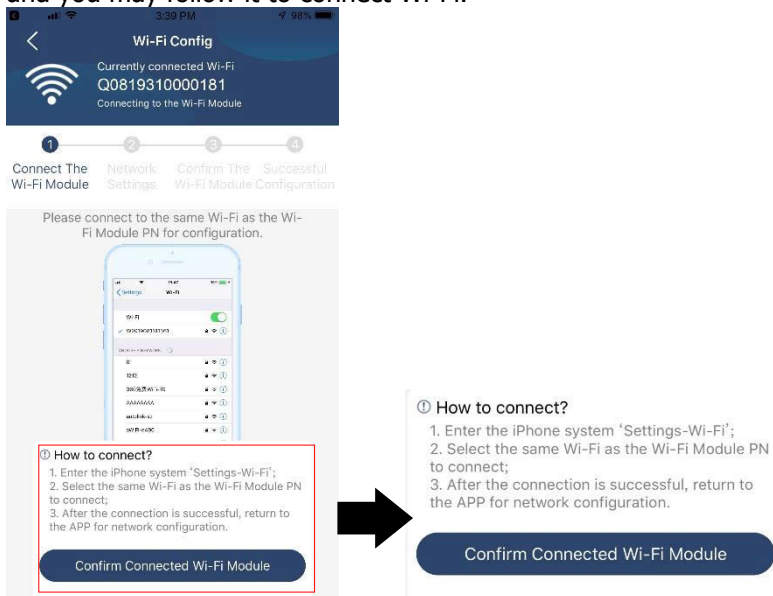 and you may follow it to connect Wi-Fi.
3:39 PM
98%
Wi-Fi Config
Currently connected Wi-Fi
Q0819310000181
Connecting to the Wi-Fi Module
1
2
3
4
Connect The
Wi-Fi Module
Network
Settings
Confirm The
Wi-Fi Module
Successful
Configuration
Please connect to the same Wi-Fi as the Wi-
Fi Module PN for configuration.
Settings
Wi-Fi
Wi-Fi
1212
AAAAAAAA
How to connect?
1. Enter the iPhone system ‘Settings-Wi-Fi’;
2. Select the same Wi-Fi as the Wi-Fi Module PN
to connect;
3. After the connection is successful, return to
the APP for network configuration.
Confirm Connected Wi-Fi Module
How to connect?
1. Enter the iPhone system ‘Settings-Wi-Fi’;
2. Select the same Wi-Fi as the Wi-Fi Module PN
to connect;
3. After the connection is successful, return to
the APP for network configuration.
Confirm Connected Wi-Fi Module